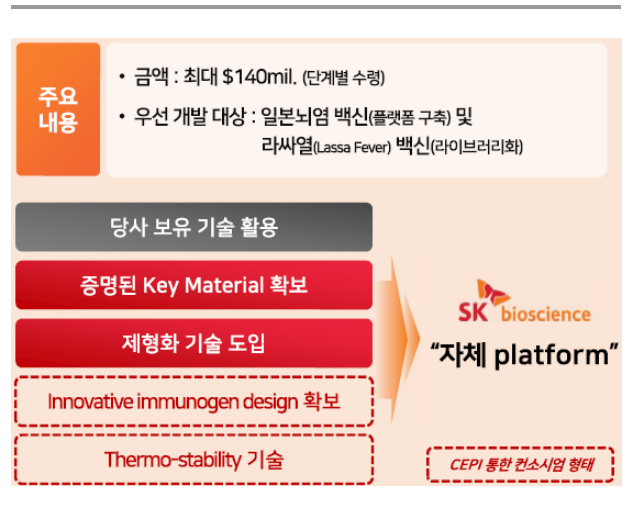 주요
내용
• 금액 : 최대 $140mil. (단계별 수령)
• 우선 개발 대상 : 일본뇌염 백신(플랫폼 구축) 및
라싸열(Lassa Fever) 백신(라이브러리화)
당사 보유 기술 활용
증명된 Key Material 확보
제형화 기술 도입
Innovative immunogen design 확보
Thermo-stability 기술
SK bioscience
“자체 platform”
CEPI 통한 컨소시엄 형태